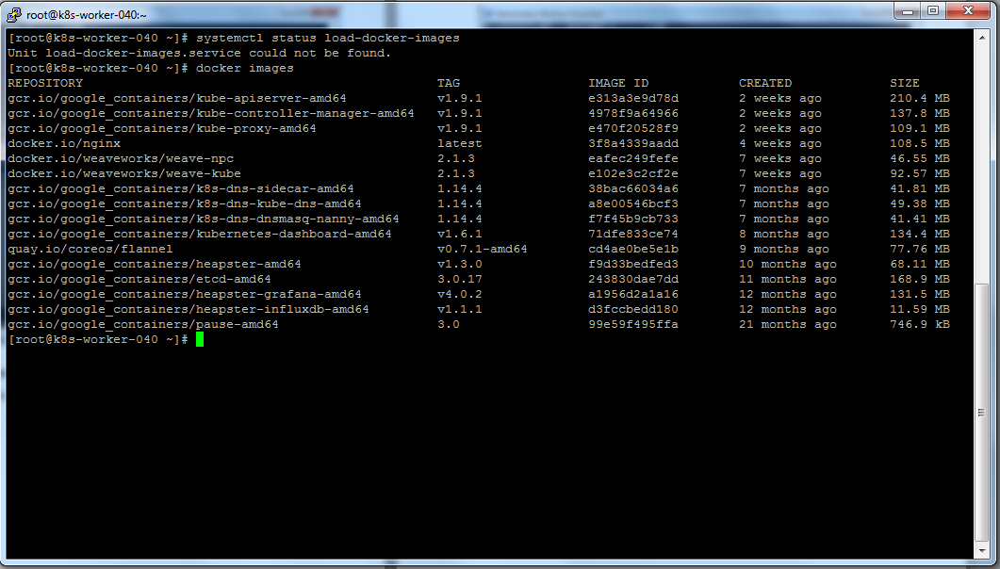 root@k8s-worker-040:~
[root@k8s-worker-040 ~]# systemctl status load-docker-images
Unit load-docker-images.service could not be found.
[root@k8s-worker-040 ~]# docker images
REPOSITORY TAG IMAGE ID CREATED SIZE
gcr.io/google_containers/kube-apiserver-amd64 v1.9.1 e313a3e9d78d 2 weeks ago 210.4 MB
gcr.io/google_containers/kube-controller-manager-amd64 v1.9.1 4978f9a64966 2 weeks ago 137.8 MB
gcr.io/google_containers/kube-proxy-amd64 v1.9.1 e470f20528f9 2 weeks ago 109.1 MB
docker.io/nginx latest 3f8a4339aadd 4 weeks ago 108.5 MB
docker.io/weaveworks/weave-npc 2.1.3 eafec249fefe 7 weeks ago 46.55 MB
docker.io/weaveworks/weave-kube 2.1.3 e102e3c2cf2e 7 weeks ago 92.57 MB
gcr.io/google_containers/k8s-dns-sidecar-amd64 1.14.4 38bac66034a6 7 months ago 41.81 MB
gcr.io/google_containers/k8s-dns-kube-dns-amd64 1.14.4 a8e00546bcf3 7 months ago 49.38 MB
gcr.io/google_containers/k8s-dns-dnsmasq-nanny-amd64 1.14.4 f7f45b9cb733 7 months ago 41.41 MB
gcr.io/google_containers/kubernetes-dashboard-amd64 v1.6.1 71dfe833ce74 8 months ago 134.4 MB
quay.io/coreos/flannel v0.7.1-amd64 cd4ae0be5e1b 9 months ago 77.76 MB
gcr.io/google_containers/heapster-amd64 v1.3.0 f9d33bedfed3 10 months ago 68.11 MB
gcr.io/google_containers/etcd-amd64 3.0.17 243830dae7dd 11 months ago 168.9 MB
gcr.io/google_containers/heapster-grafana-amd64 v4.0.2 a1956d2a1a16 12 months ago 131.5 MB
gcr.io/google_containers/heapster-influxdb-amd64 v1.1.1 d3fccbedd180 12 months ago 11.59 MB
gcr.io/google_containers/pause-amd64 3.0 99e59f495ffa 21 months ago 746.9 kB
[root@k8s-worker-040 ~]#